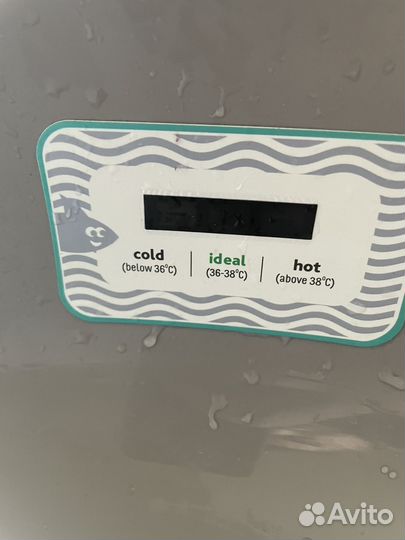 cold
(below 36°C)
ideal
(36-38°C)
hot
(above 38°C)
Avito